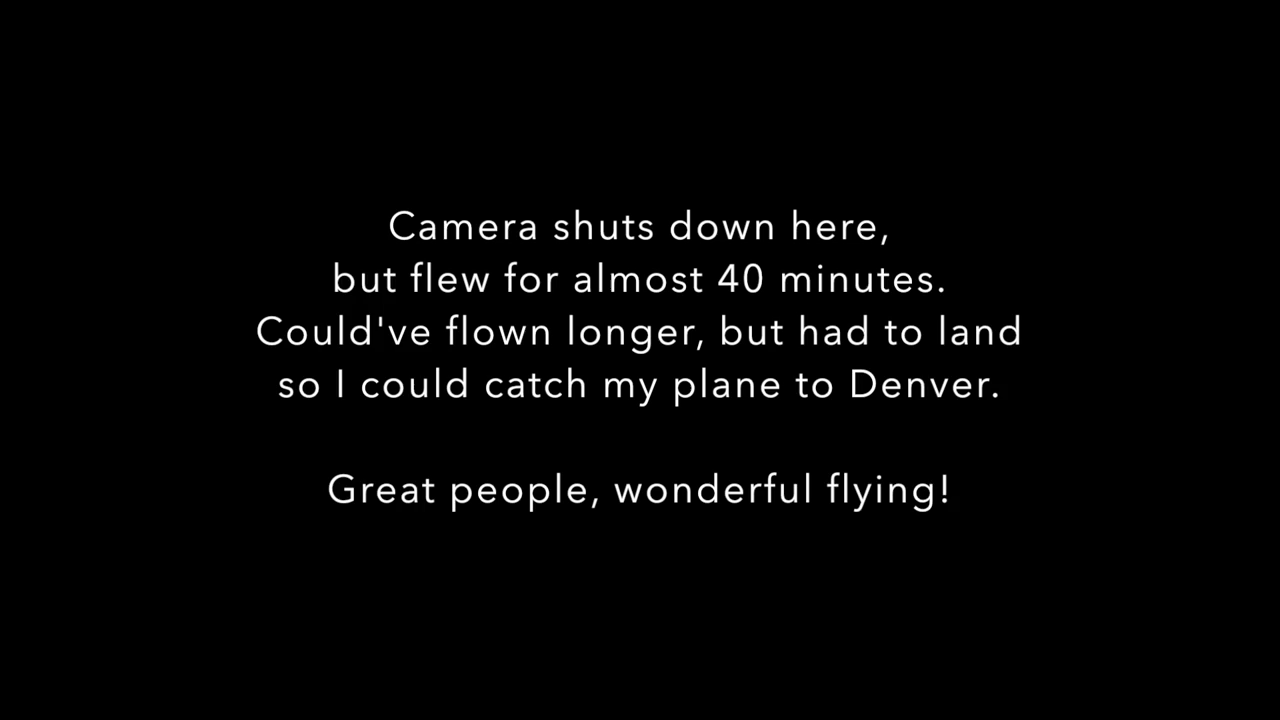 Camera shuts down here,
but flew for almost 40 minutes.
Could've flown longer, but had to land
so I could catch my plane to Denver.
Great people, wonderful flying!